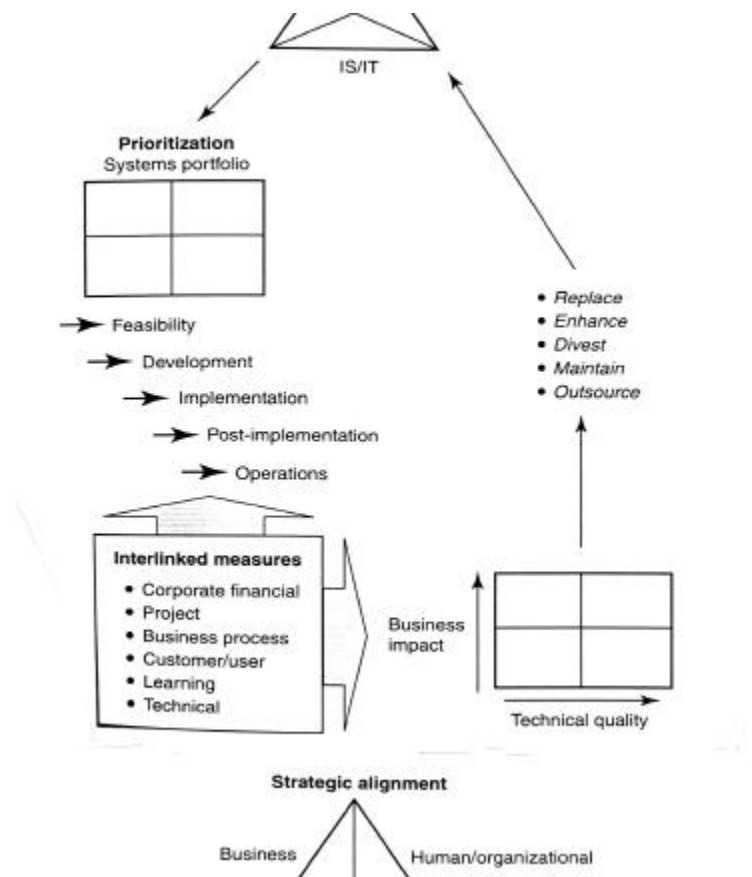 IS/IT
Prioritization
Systems portfolio
Feasibility
Development
Implementation
Post-implementation
Operations
Interlinked measures
• Corporate financial
• Project
• Business process
• Customer/user
• Learning
• Technical
• Replace
• Enhance
• Divest
• Maintain
• Outsource
Business
impact
Technical quality
Strategic alignment
Business
Human/organizational